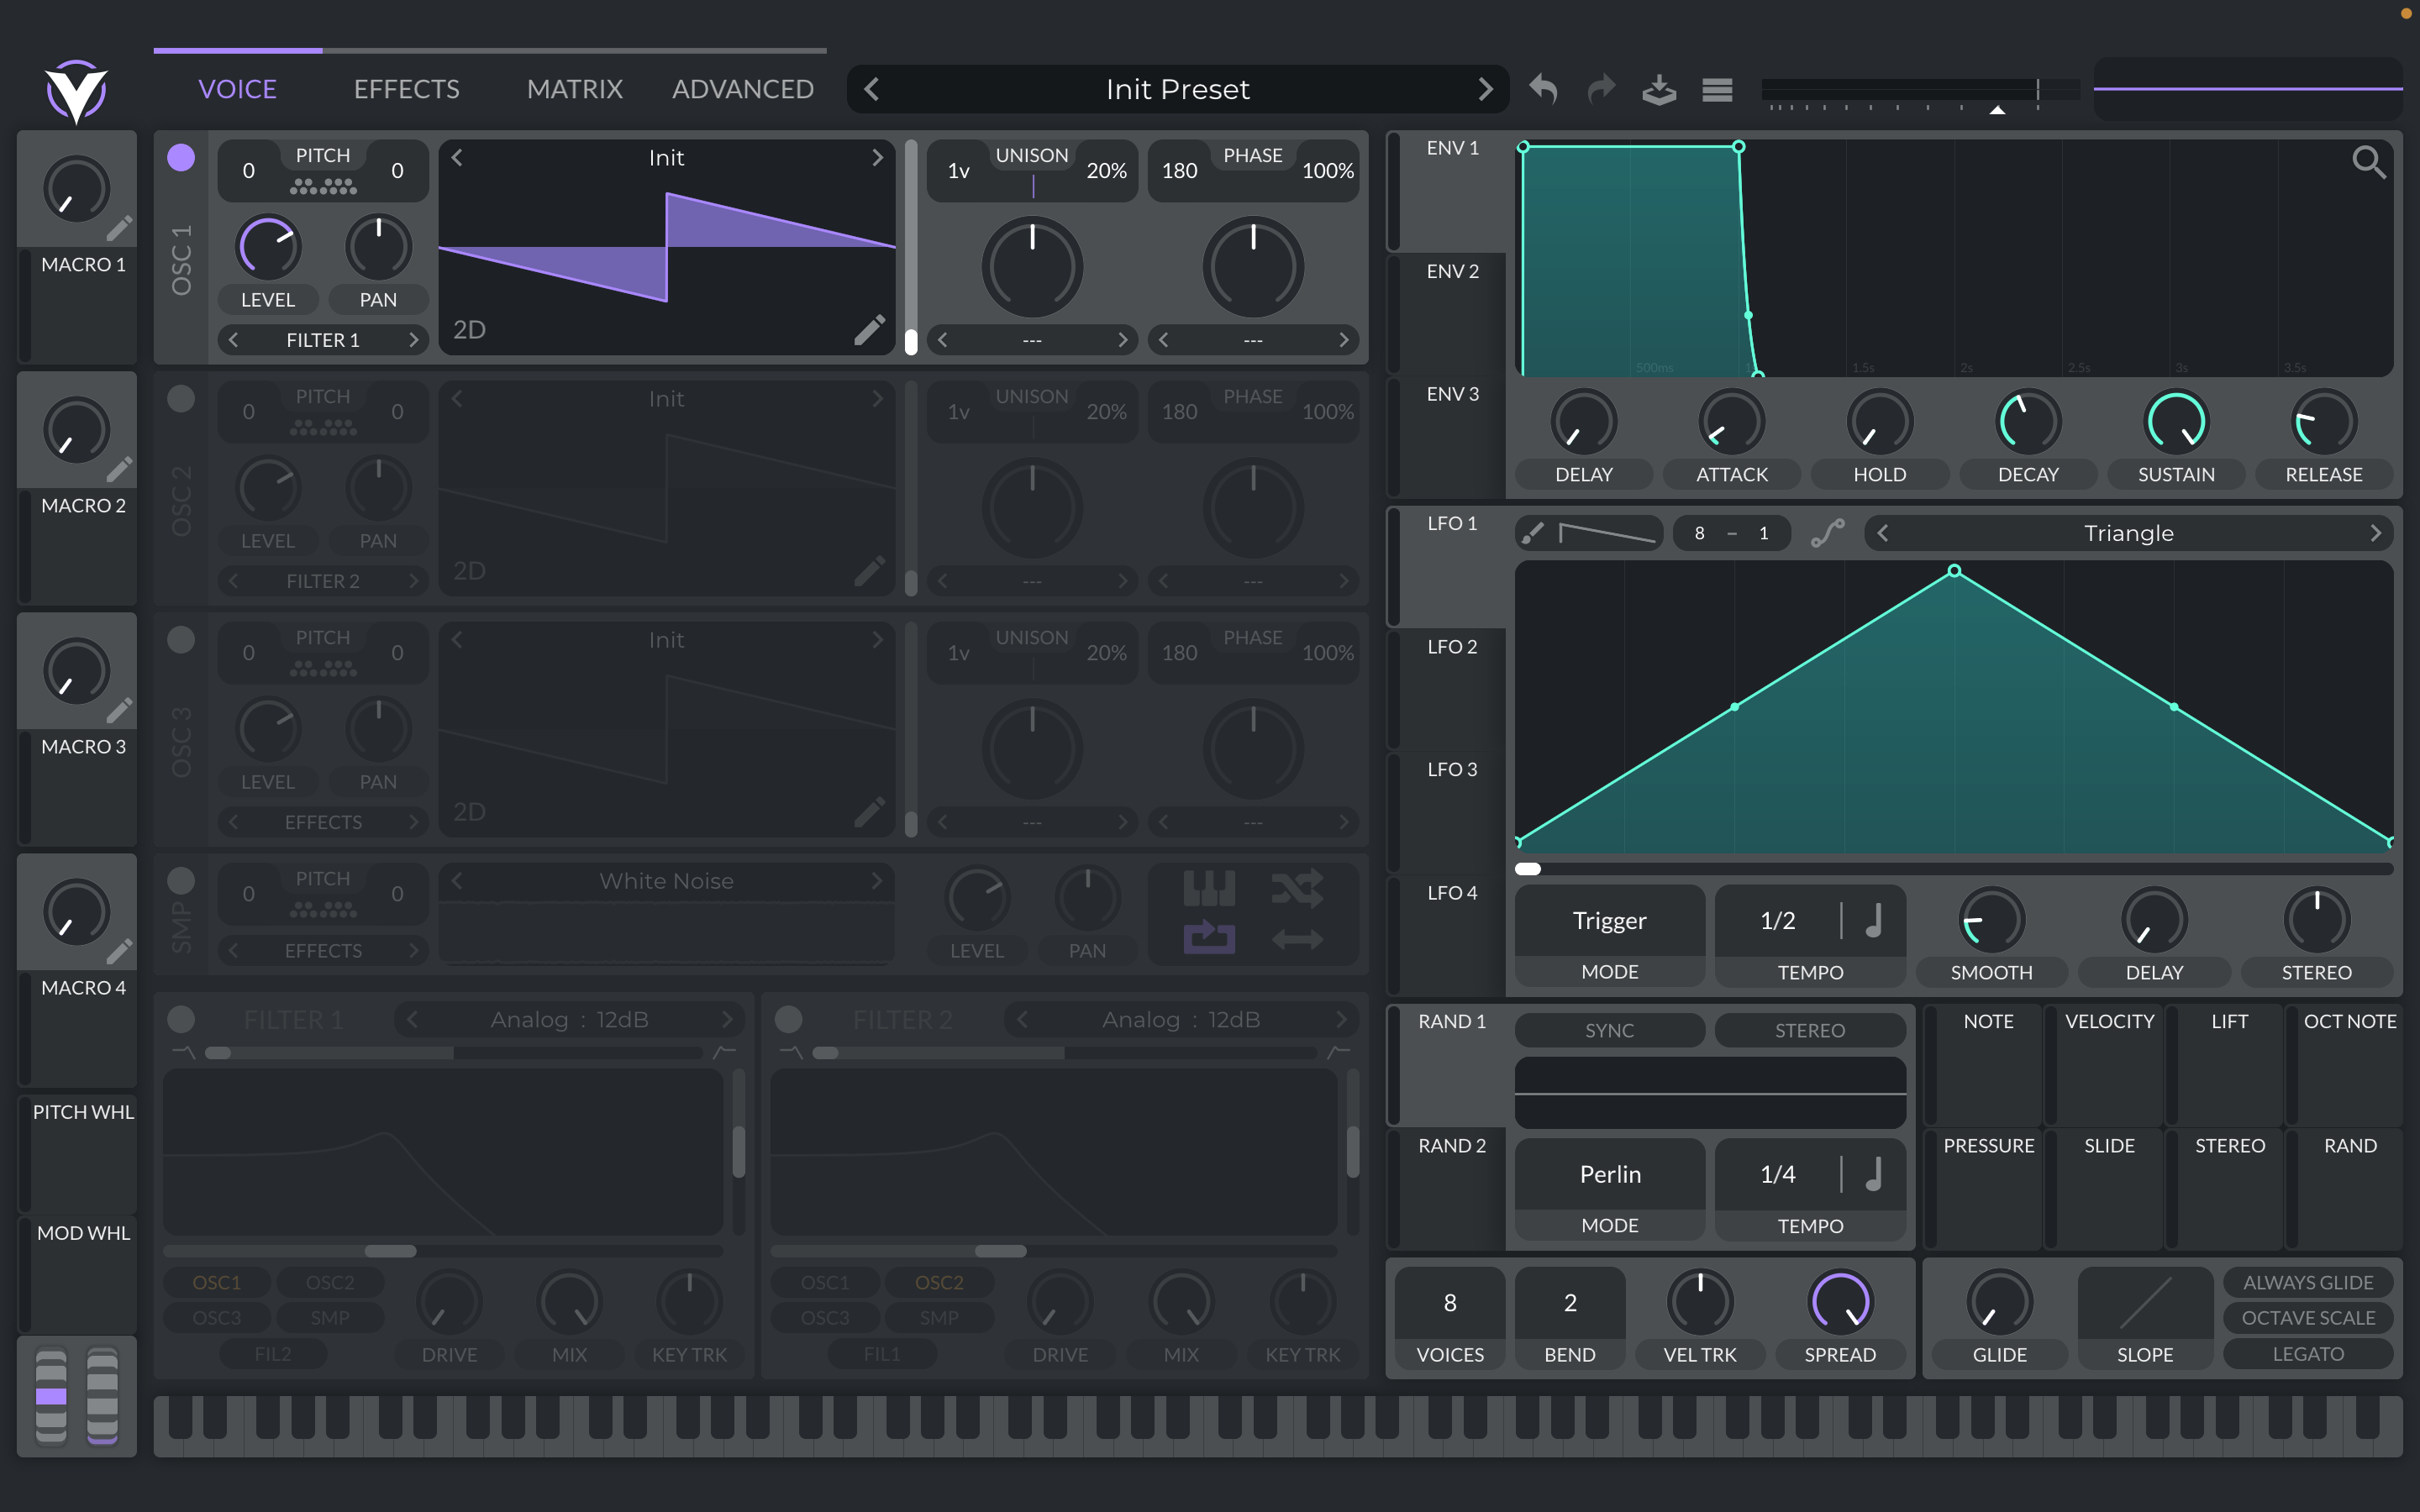 VOICE EFFECTS MATRIX ADVANCED Init Preset
MACRO 1
MACRO 2
MACRO 3
MACRO 4
PITCH WHL
MOD WHL
OSC 1
0 PITCH 0
LEVEL PAN
FILTER 1
Init
2D
1v UNISON 20%
---
180 PHASE 100%
---
OSC 2
0 PITCH 0
LEVEL PAN
FILTER 2
Init
2D
1v UNISON 20%
---
180 PHASE 100%
---
OSC 3
0 PITCH 0
LEVEL PAN
EFFECTS
Init
2D
1v UNISON 20%
---
180 PHASE 100%
---
SMP
0 PITCH 0
EFFECTS
White Noise
LEVEL PAN
FILTER 1 Analog : 12dB
OSC1 OSC2
OSC3 SMP
FIL2
DRIVE MIX KEY TRK
FILTER 2 Analog : 12dB
OSC1 OSC2
OSC3 SMP
FIL1
DRIVE MIX KEY TRK
ENV 1
ENV 2
ENV 3
500ms 1.5s 2s 2.5s 3s 3.5s
DELAY ATTACK HOLD DECAY SUSTAIN RELEASE
LFO 1
LFO 2
LFO 3
LFO 4
8 - 1 Triangle
Trigger
MODE
1/2
TEMPO
SMOOTH DELAY STEREO
RAND 1
RAND 2
SYNC STEREO
Perlin
MODE
1/4
TEMPO
NOTE VELOCITY LIFT OCT NOTE
PRESSURE SLIDE STEREO RAND
8
VOICES
2
BEND
VEL TRK SPREAD
GLIDE SLOPE
ALWAYS GLIDE
OCTAVE SCALE
LEGATO